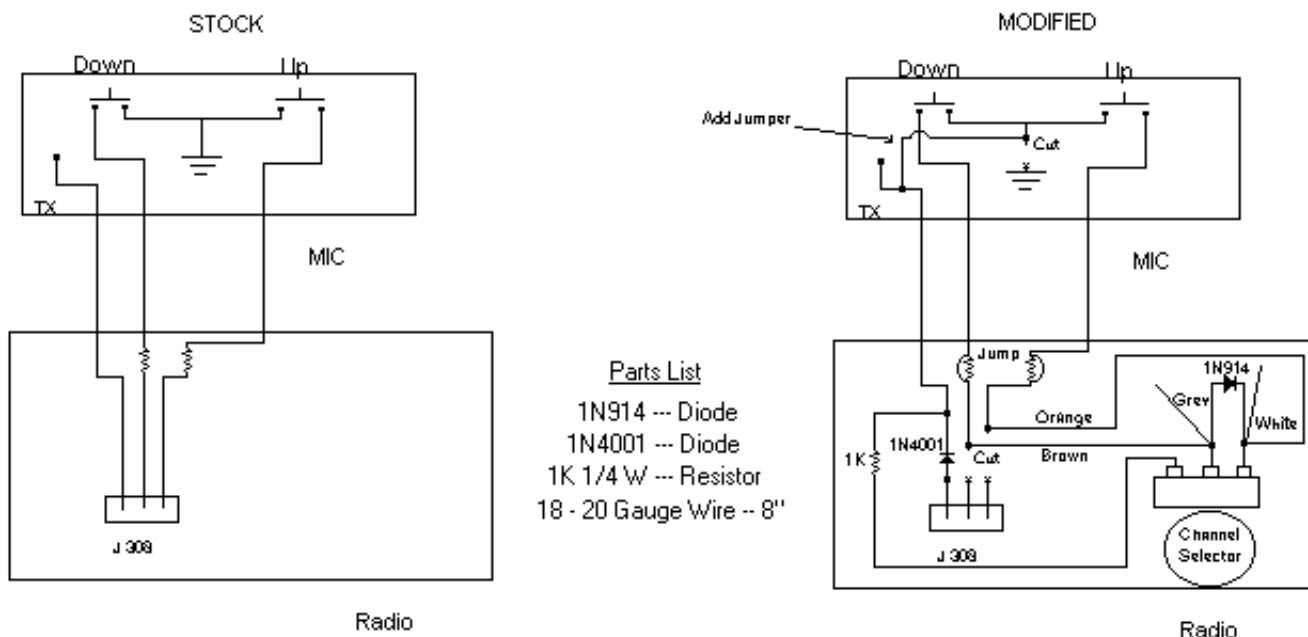 STOCK
Down Up
TX
MIC
J 308
Radio
Parts List
1N914 --- Diode
1N4001 --- Diode
1K 1/4 W --- Resistor
18 - 20 Gauge Wire -- 8"
MODIFIED
Down Up
Add Jumper
Cut
TX
MIC
Jump
1N914
Grey
Orange
White
1K
1N4001
Cut
Brown
J 308
Channel
Selector
Radio